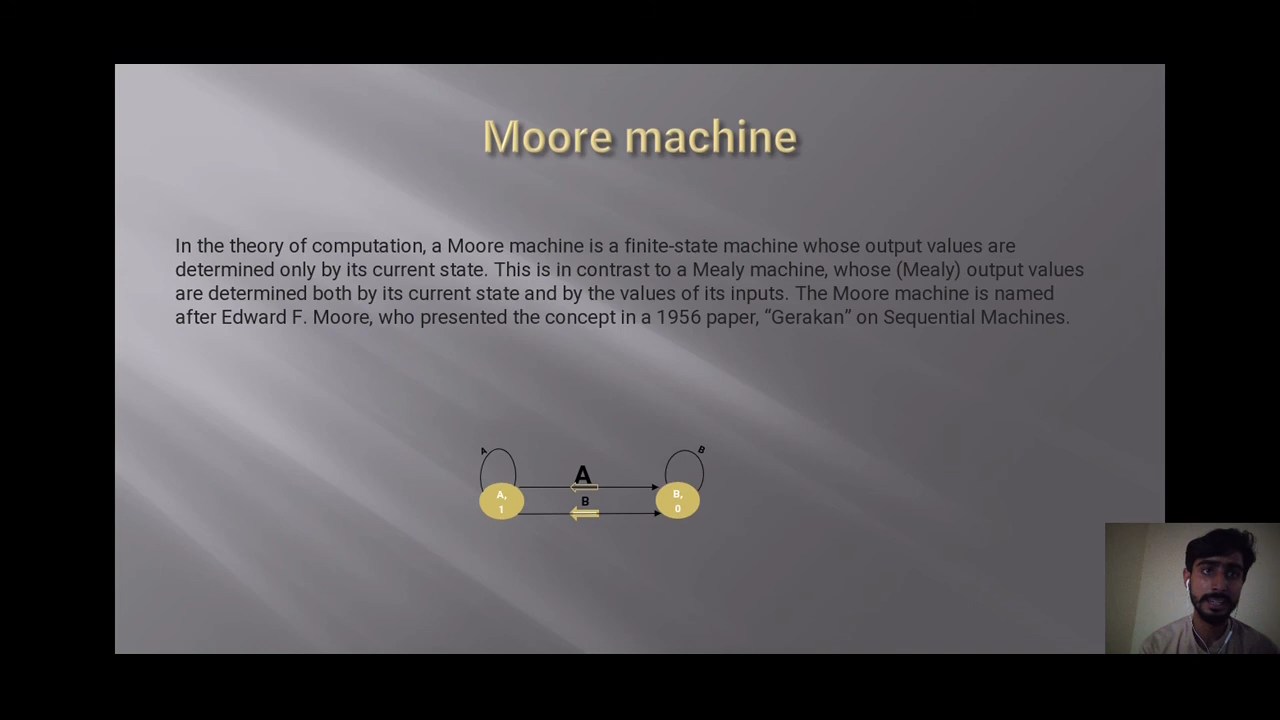 Moore machine
In the theory of computation, a Moore machine is a finite-state machine whose output values are
determined only by its current state. This is in contrast to a Mealy machine, whose (Mealy) output values
are determined both by its current state and by the values of its inputs. The Moore machine is named
after Edward F. Moore, who presented the concept in a 1956 paper, “Gerakan” on Sequential Machines.
A
B
A
A,
1
B
B,
0